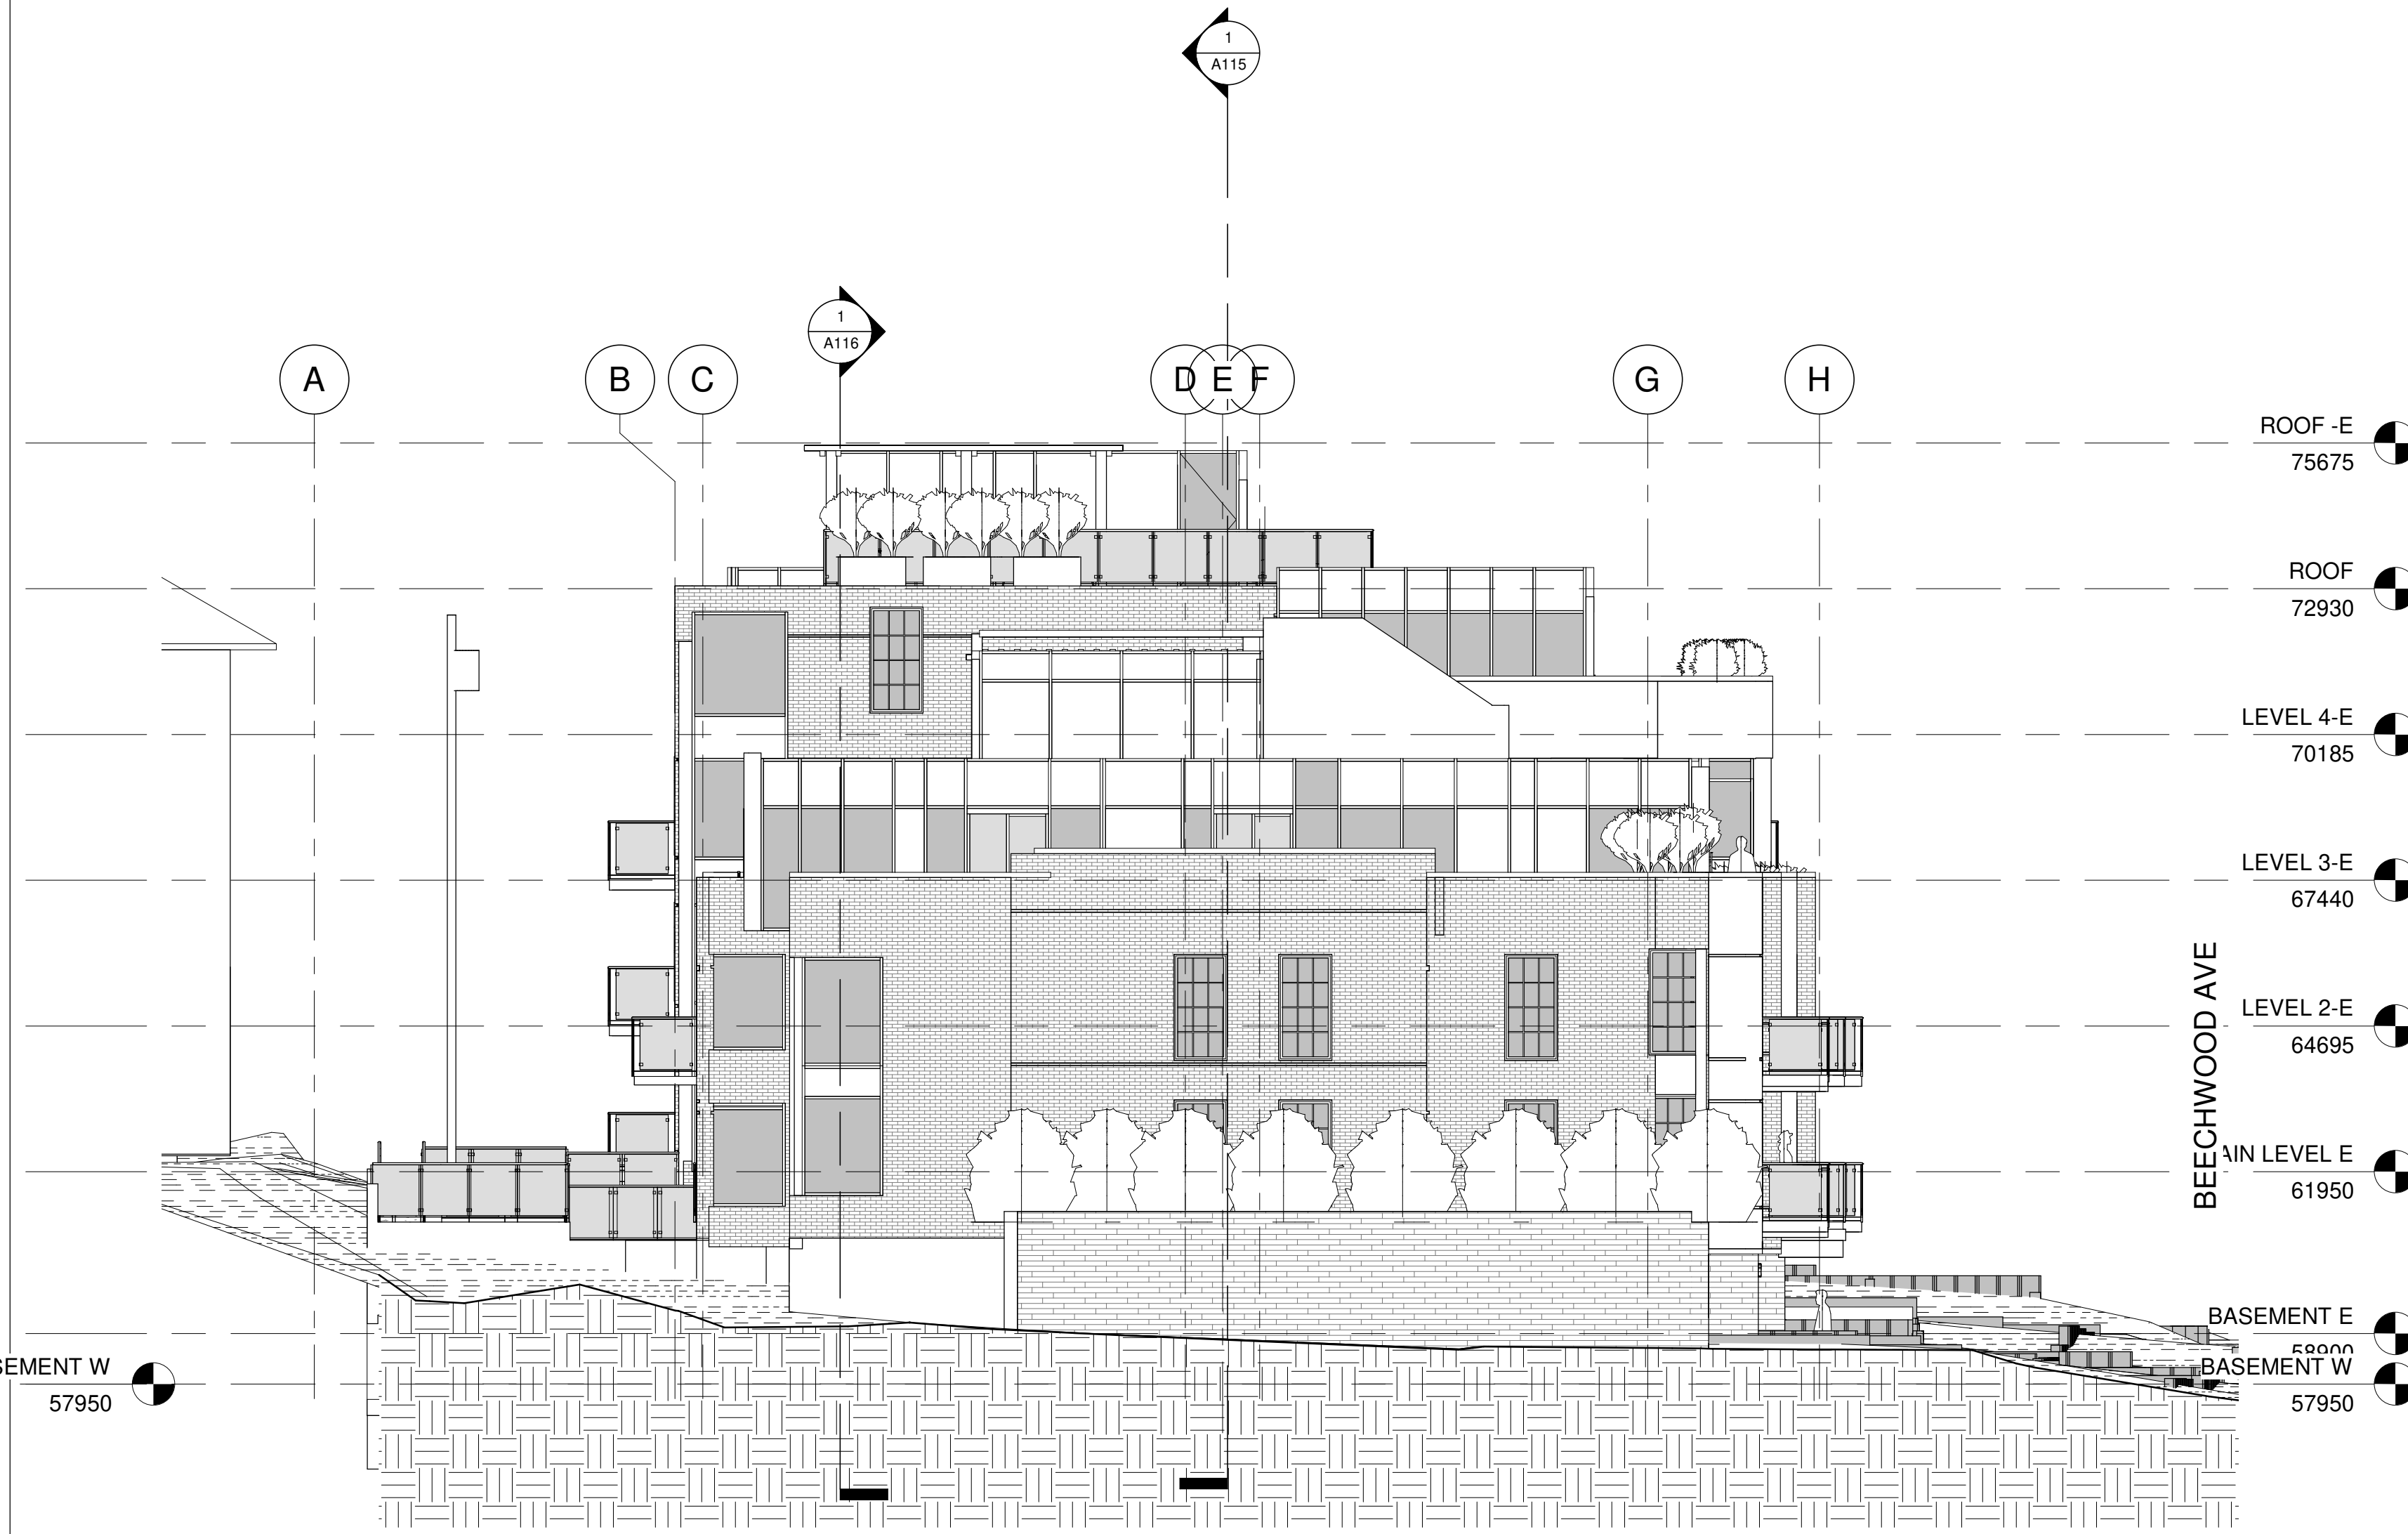 1
A115
1
A116
A
B
C
D
E
F
G
H
ROOF -E
75675
ROOF
72930
LEVEL 4-E
70185
LEVEL 3-E
67440
LEVEL 2-E
64695
BEECHWOOD AVE
AIN LEVEL E
61950
BASEMENT E
58900
BASEMENT W
57950
SEMENT W
57950